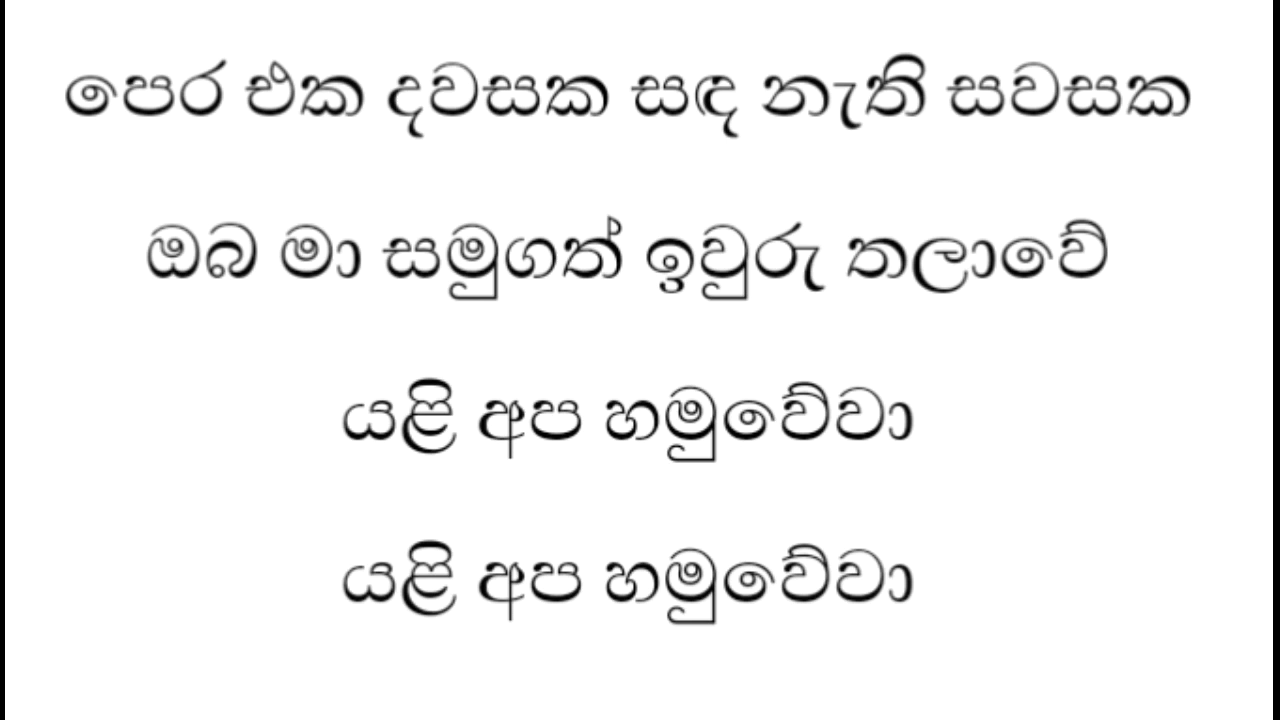 පෙර එක දවසක සඳ නැති සවසක
ඔබ මා සමුගත් ඉවුරු තලාවේ
යළි අප හමුවේවා
යළි අප හමුවේවා